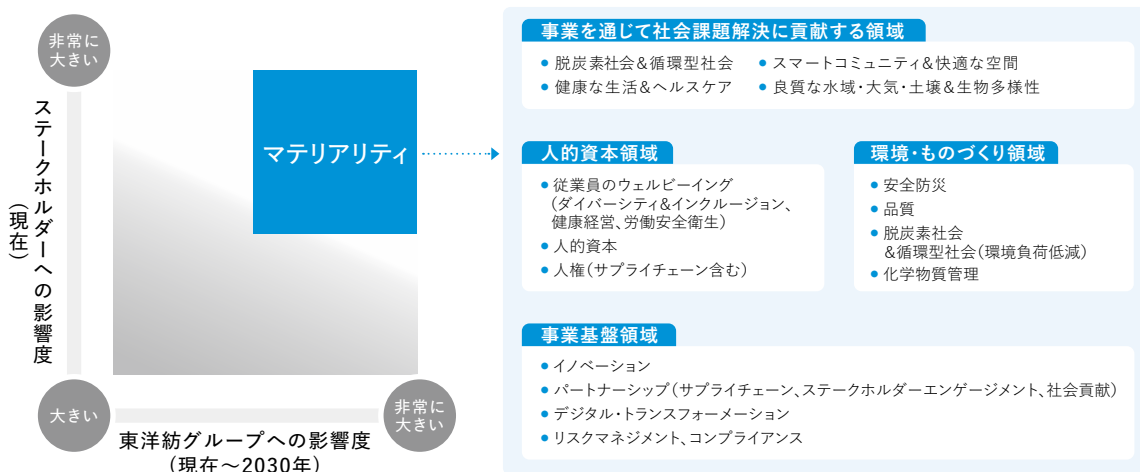 非常に
大きい
ステークホルダーへの影響度
(現在)
マテリアリティ
大きい
非常に
大きい
東洋紡グループへの影響度
(現在～2030年)
事業を通じて社会課題解決に貢献する領域
● 脱炭素社会&循環型社会
● スマートコミュニティ&快適な空間
● 健康な生活&ヘルスケア
● 良質な水域・大気・土壌&生物多様性
人的資本領域
● 従業員のウェルビーイング
(ダイバーシティ&インクルージョン、
健康経営、労働安全衛生)
● 人的資本
● 人権(サプライチェーン含む)
環境・ものづくり領域
● 安全防災
● 品質
● 脱炭素社会
&循環型社会(環境負荷低減)
● 化学物質管理
事業基盤領域
● イノベーション
● パートナーシップ(サプライチェーン、ステークホルダーエンゲージメント、社会貢献)
● デジタル・トランスフォーメーション
● リスクマネジメント、コンプライアンス